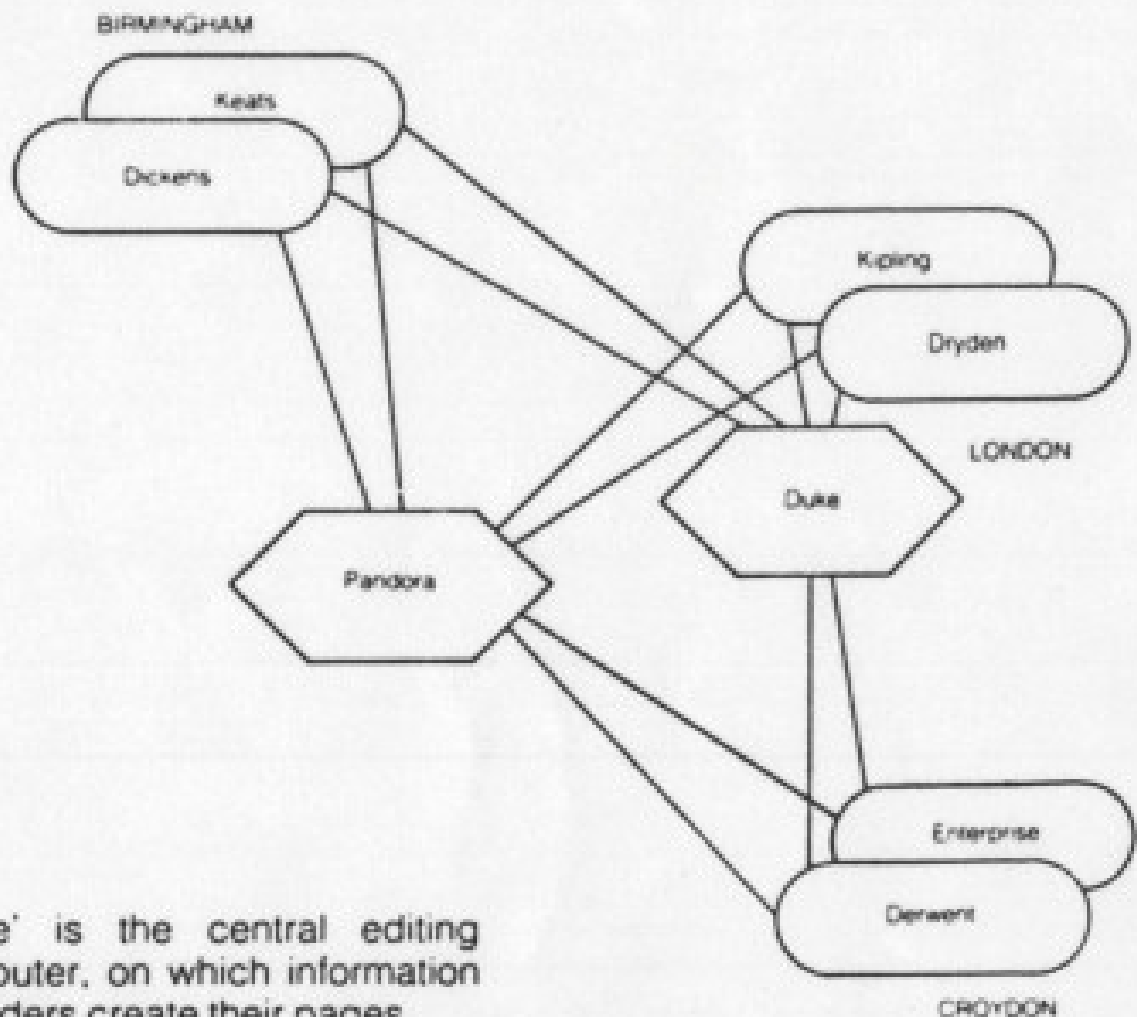 BIRMINGHAM
Keats
Dickens
Kipling
Dryden
LONDON
Duke
Pandora
Enterprise
Derwent
e' is the central editing
outer, on which information
ders create their pages
CROYDON